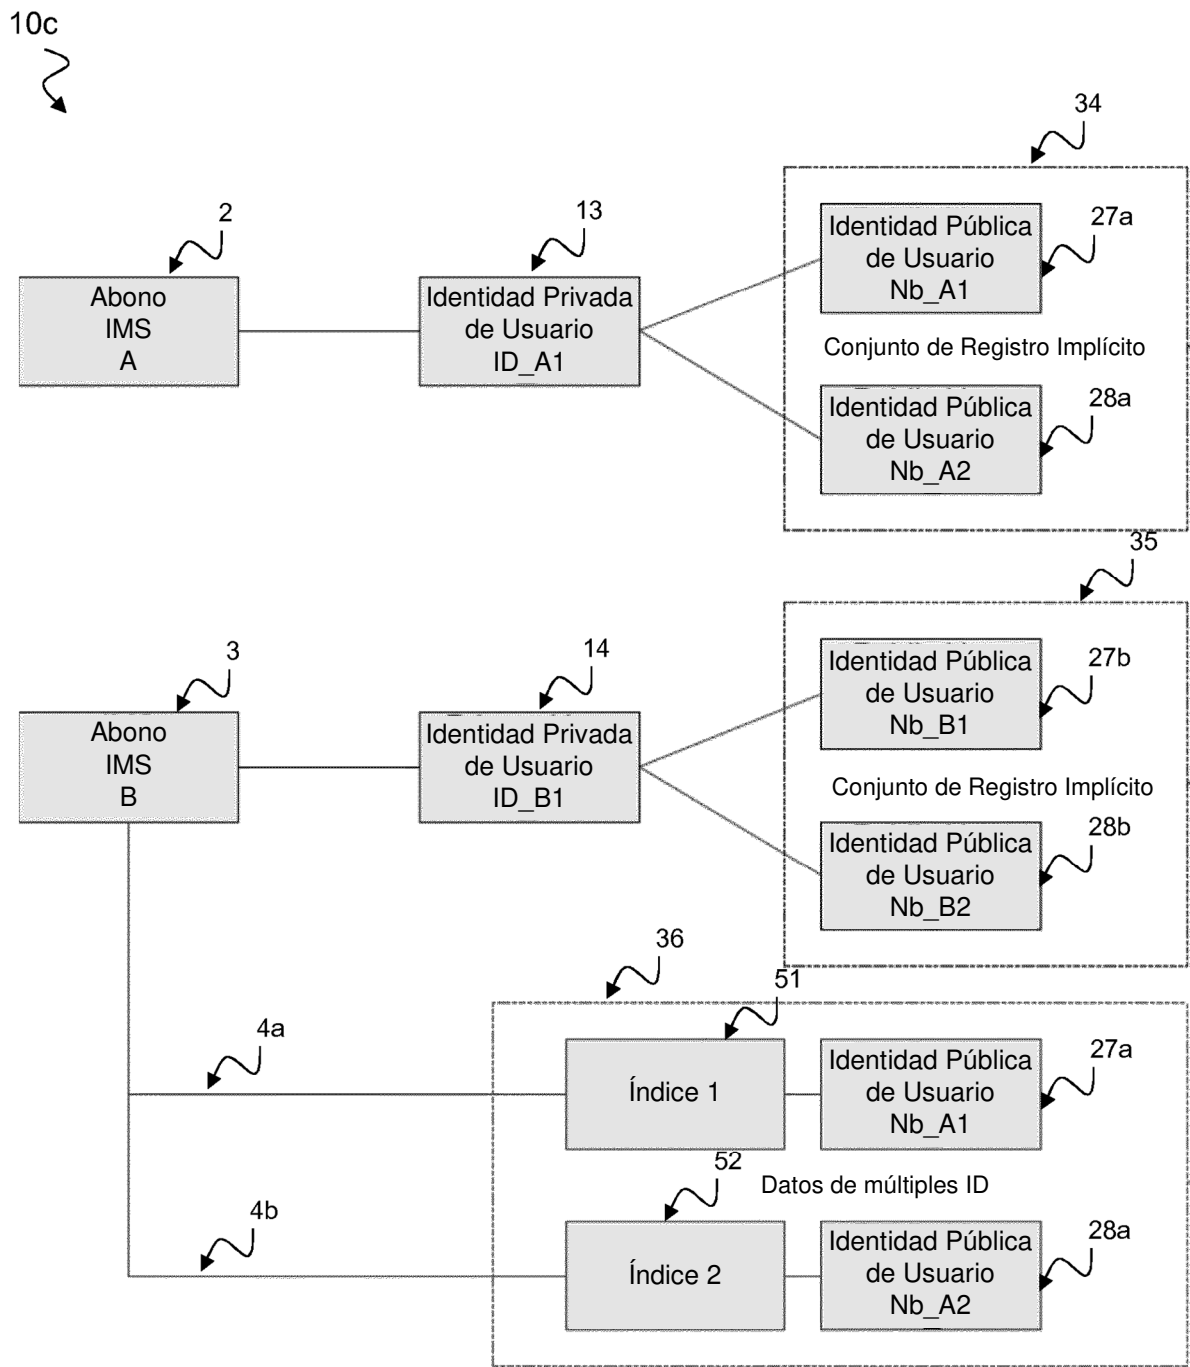 10c
34
2
13
Identidad Pública
de Usuario
Nb_A1
27a
Abono
IMS
A
Identidad Privada
de Usuario
ID_A1
Conjunto de Registro Implícito
Identidad Pública
de Usuario
Nb_A2
28a
35
3
14
Identidad Pública
de Usuario
Nb_B1
27b
Abono
IMS
B
Identidad Privada
de Usuario
ID_B1
Conjunto de Registro Implícito
Identidad Pública
de Usuario
Nb_B2
28b
36
51
4a
Índice 1
Identidad Pública
de Usuario
Nb_A1
27a
52
Datos de múltiples ID
4b
Índice 2
Identidad Pública
de Usuario
Nb_A2
28a